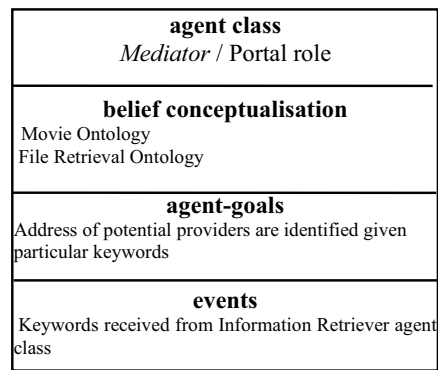 agent class
Mediator / Portal role
belief conceptualisation
Movie Ontology
File Retrieval Ontology
agent-goals
Address of potential providers are identified given
particular keywords
events
Keywords received from Information Retriever agent
class